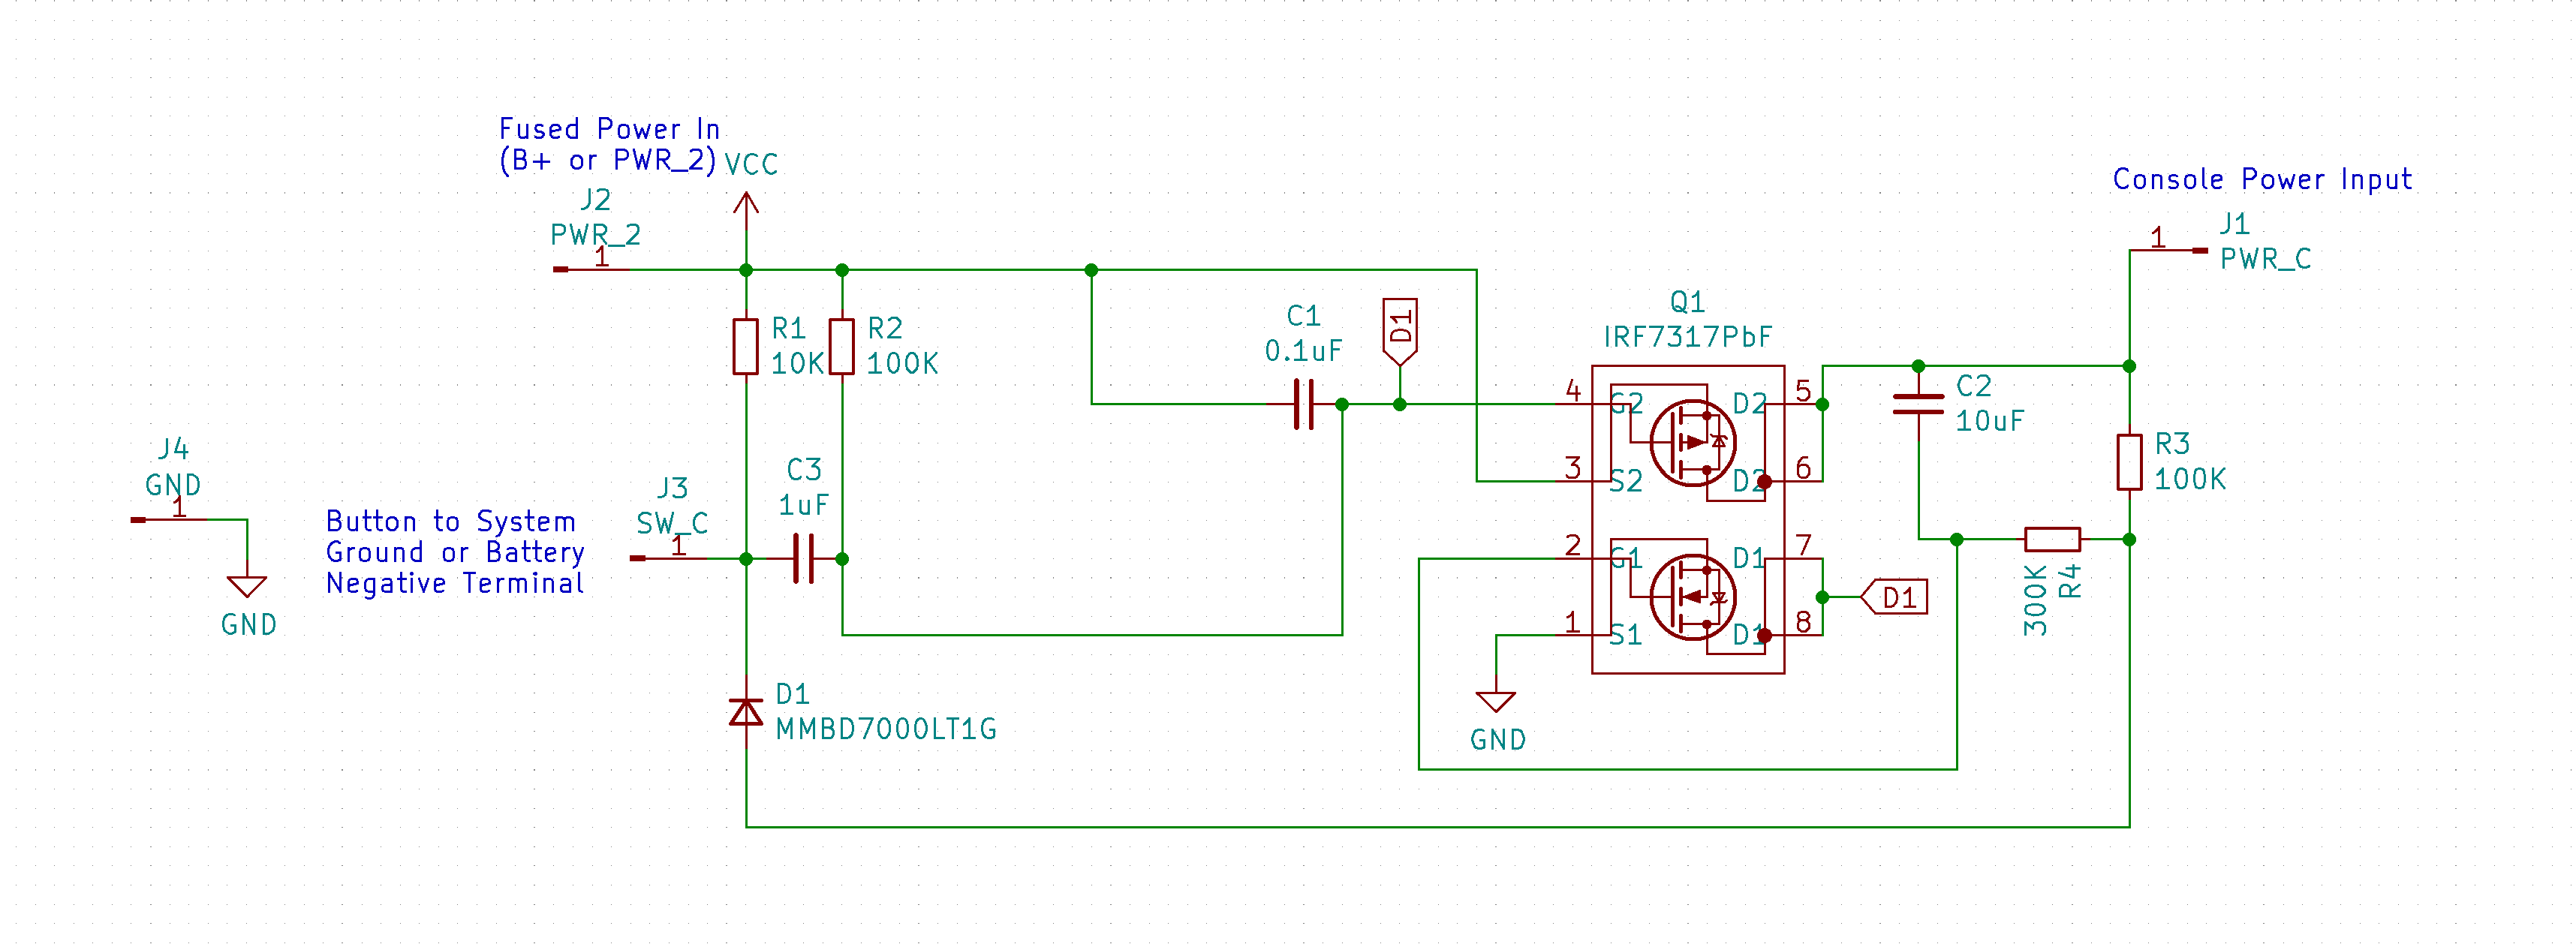 Fused Power In
(B+ or PWR_2)
VCC
J2
PWR_2
1
Console Power Input
J1
PWR_C
1
R1
10K
R2
100K
C1
0.1uF
D1
Q1
IRF7317PbF
4
G2
D2
5
3
S2
D2
6
2
G1
D1
7
1
S1
D1
8
C2
10uF
R3
100K
J4
GND
1
GND
Button to System
Ground or Battery
Negative Terminal
J3
SW_C
1
C3
1uF
D1
300K
R4
D1
MMBD7000LT1G
GND